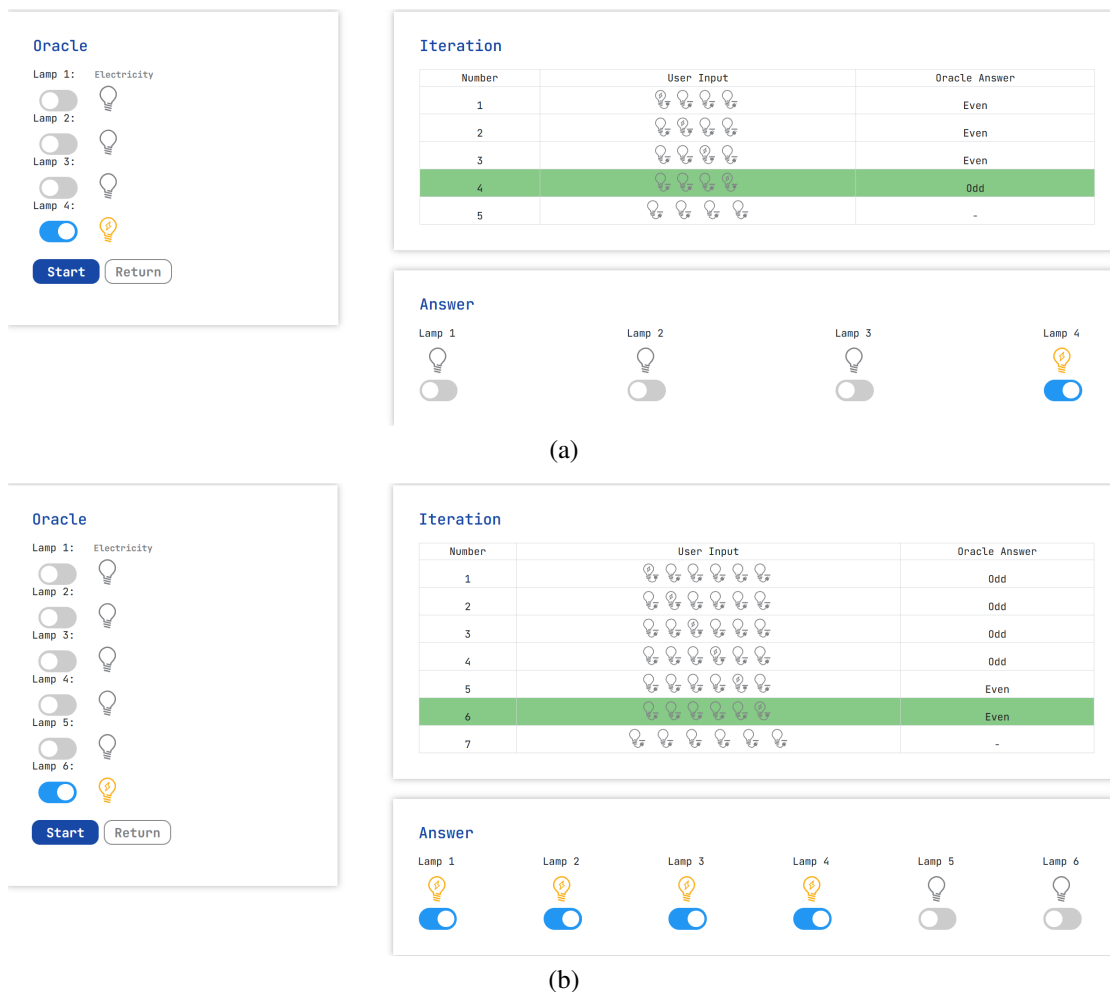 Oracle
Lamp 1: Electricity
Lamp 2:
Lamp 3:
Lamp 4:
Start Return
Iteration
Number User Input Oracle Answer
1 Even
2 Even
3 Even
4 Odd
5 -
Answer
Lamp 1 Lamp 2 Lamp 3 Lamp 4
(a)
Oracle
Lamp 1: Electricity
Lamp 2:
Lamp 3:
Lamp 4:
Lamp 5:
Lamp 6:
Start Return
Iteration
Number User Input Oracle Answer
1 Odd
2 Odd
3 Odd
4 Odd
5 Even
6 Even
7 -
Answer
Lamp 1 Lamp 2 Lamp 3 Lamp 4 Lamp 5 Lamp 6
(b)